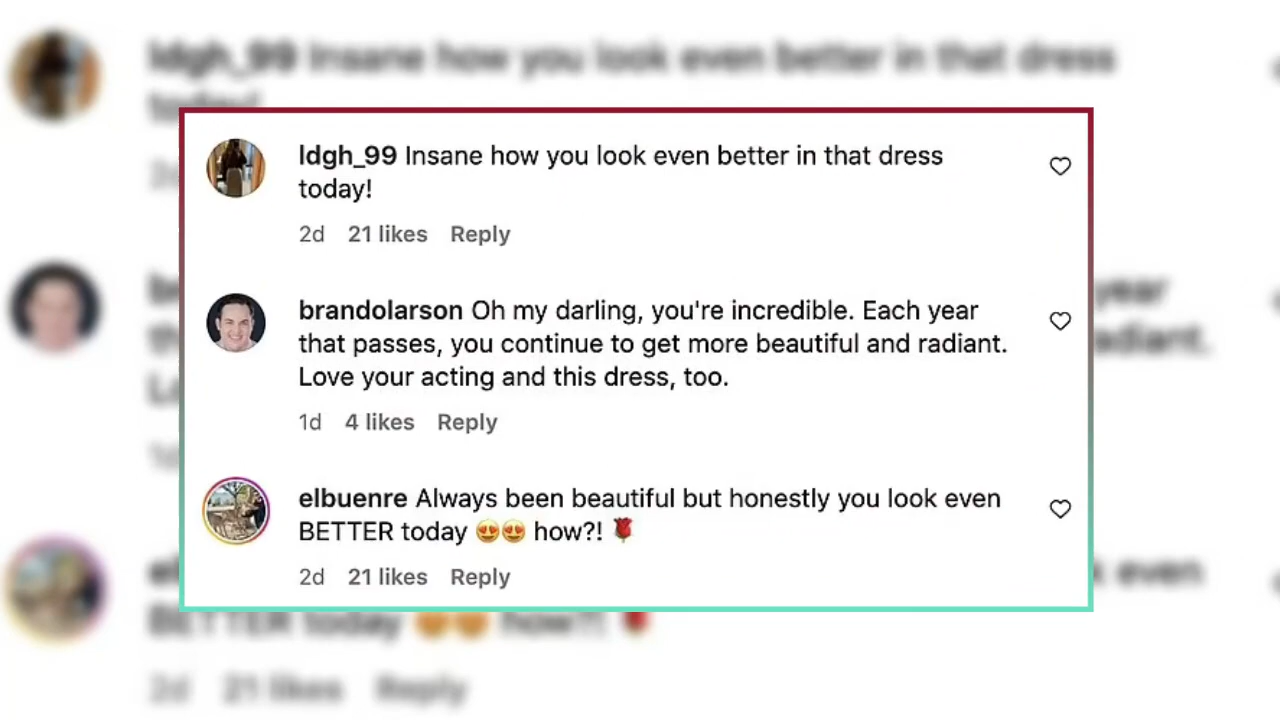 ldgh_99 Insane how you look even better in that dress
today!
2d 21 likes Reply
brandolarson Oh my darling, you're incredible. Each year
that passes, you continue to get more beautiful and radiant.
Love your acting and this dress, too.
1d 4 likes Reply
elbuenre Always been beautiful but honestly you look even
BETTER today 😍😍 how?! 🌹
2d 21 likes Reply